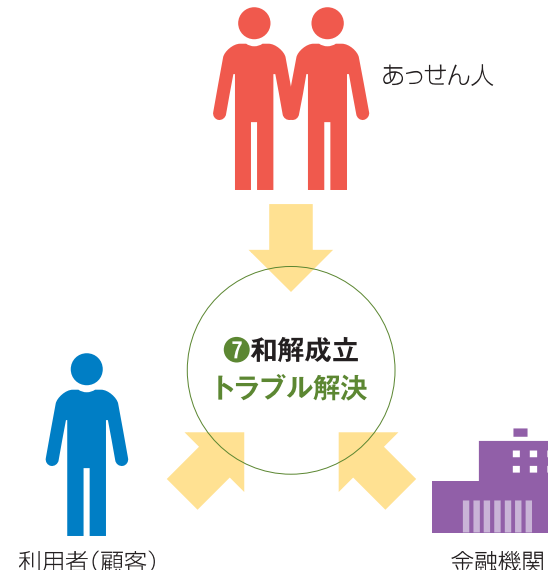 あっせん人
❼和解成立
トラブル解決
利用者(顧客)
金融機関